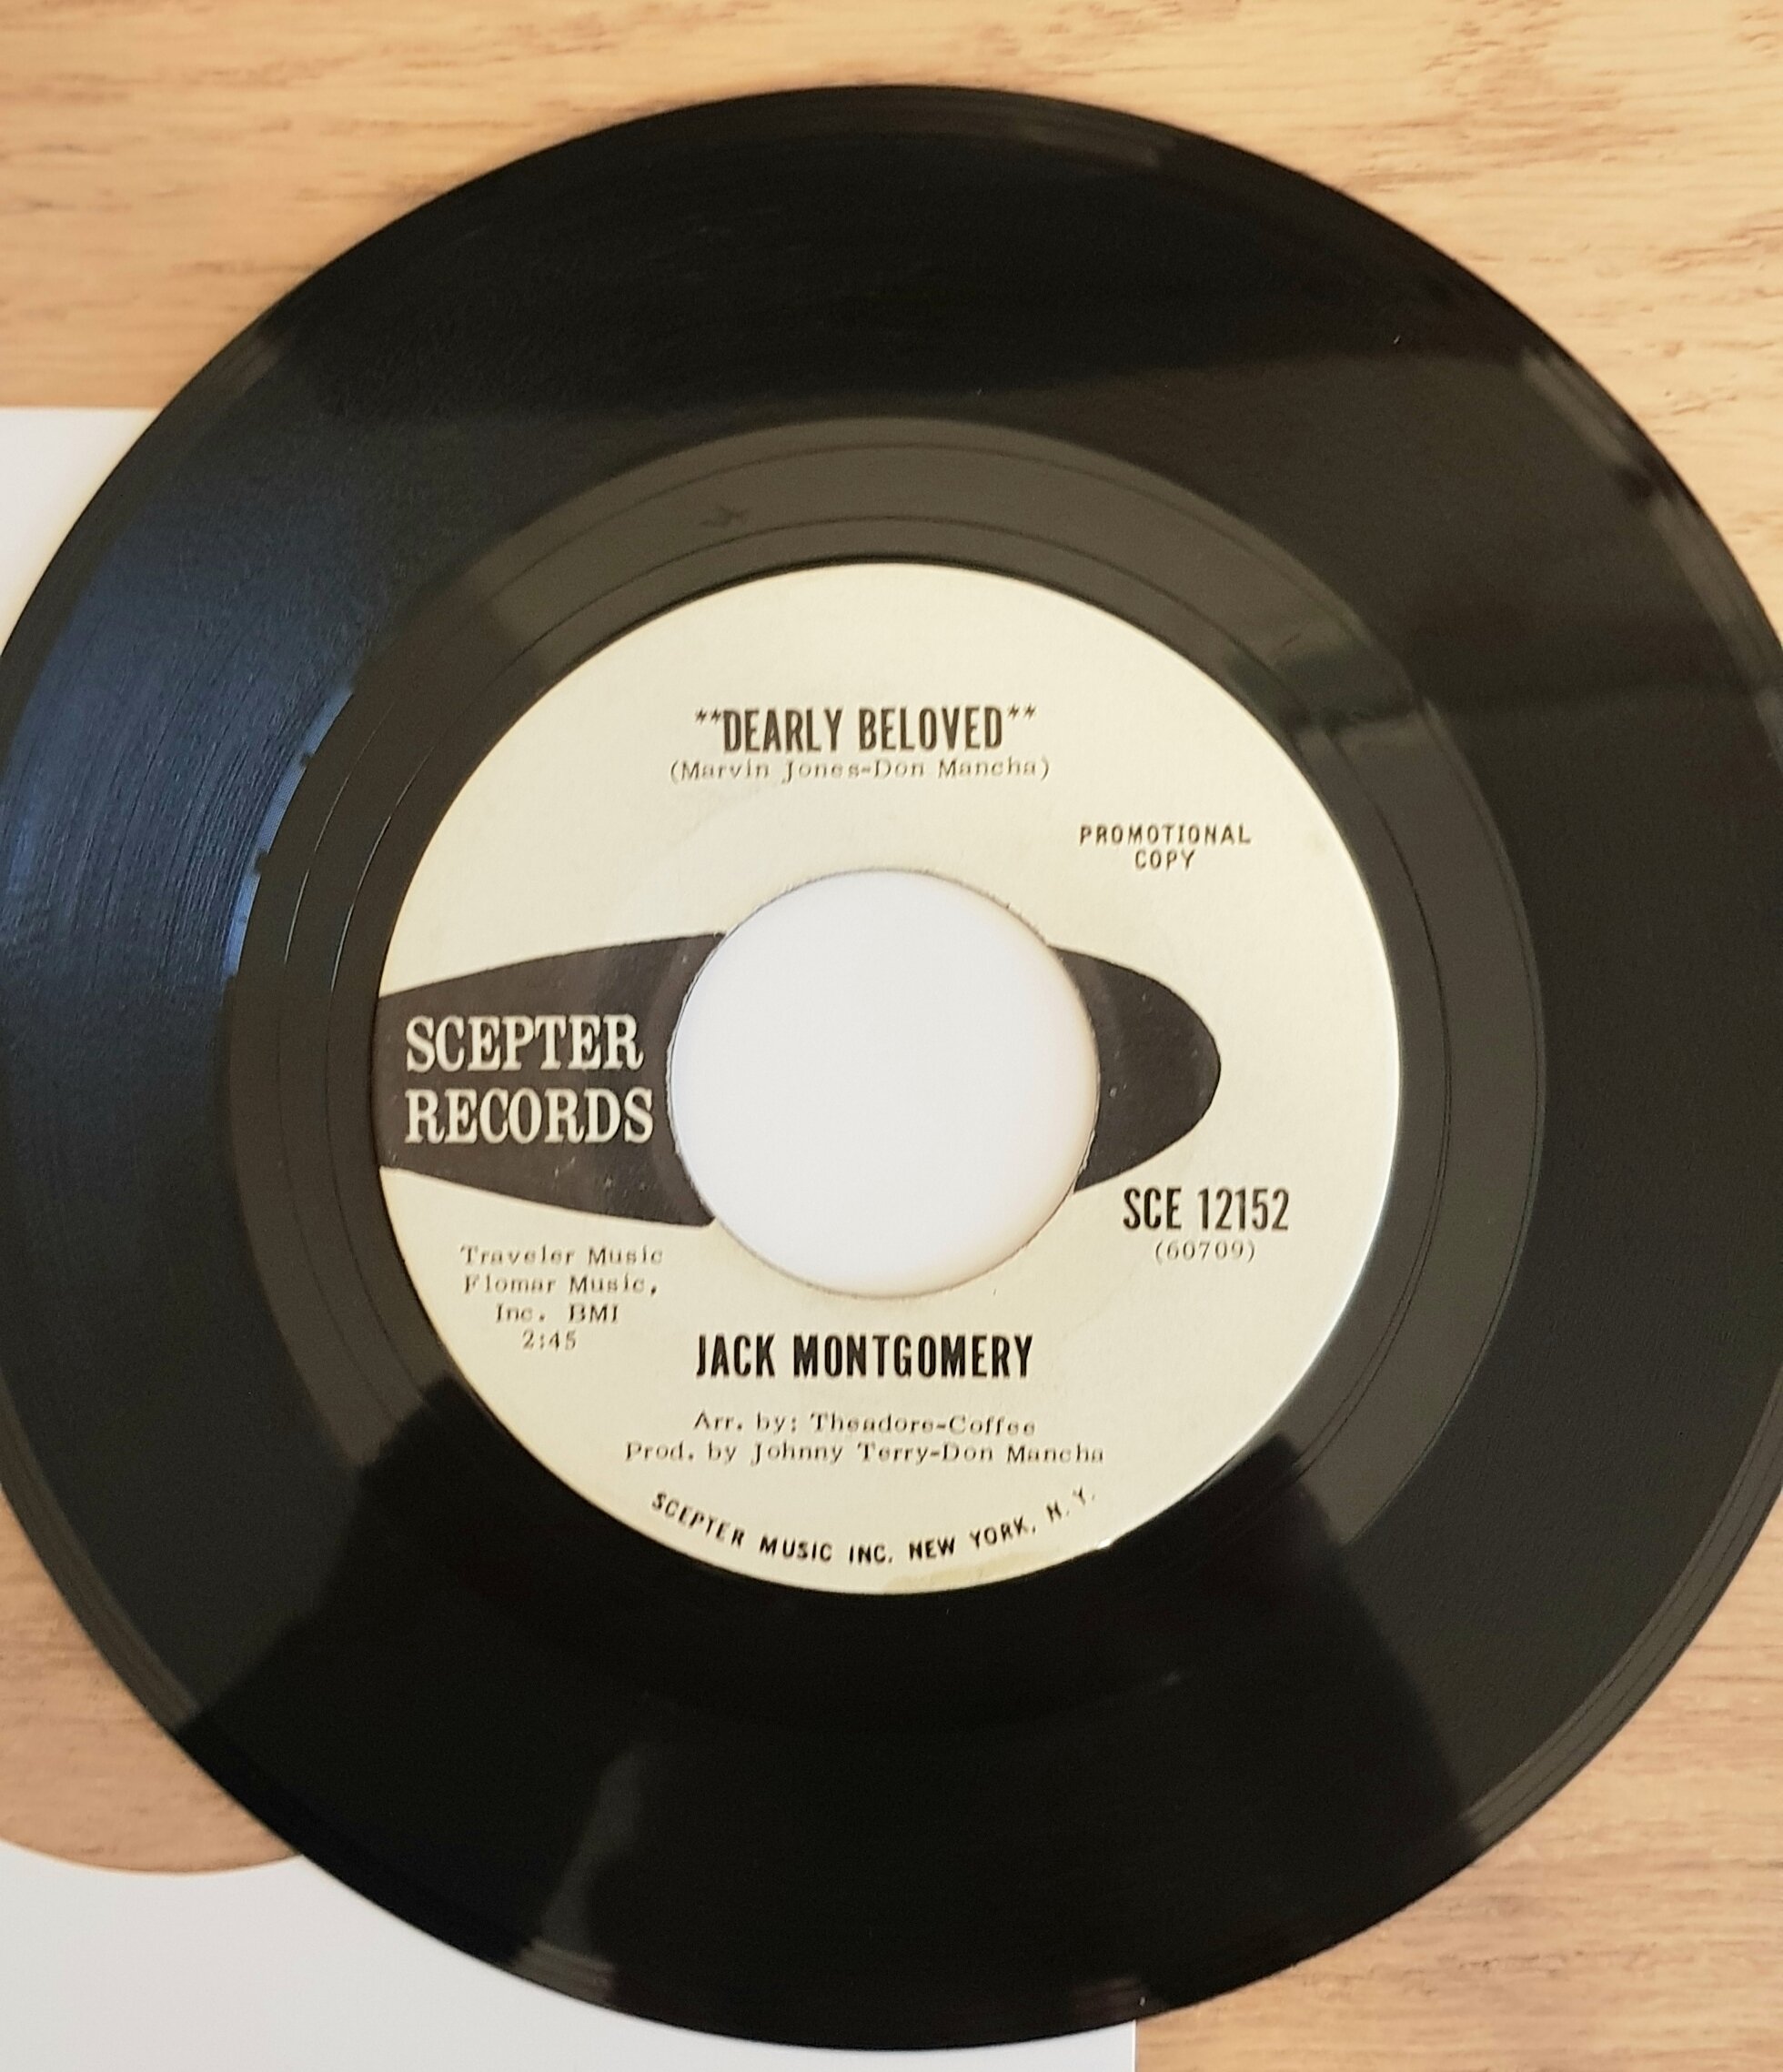 **DEARLY BELOVED**
(Marvin Jones-Don Mancha)
PROMOTIONAL
COPY
SCEPTER
RECORDS
SCE 12152
(60709)
Traveler Music
Flomar Music,
Inc. BMI
2:45
JACK MONTGOMERY
Arr. by: Theadore-Coffee
Prod. by Johnny Terry-Don Mancha
SCEPTER MUSIC INC. NEW YORK, N. Y.